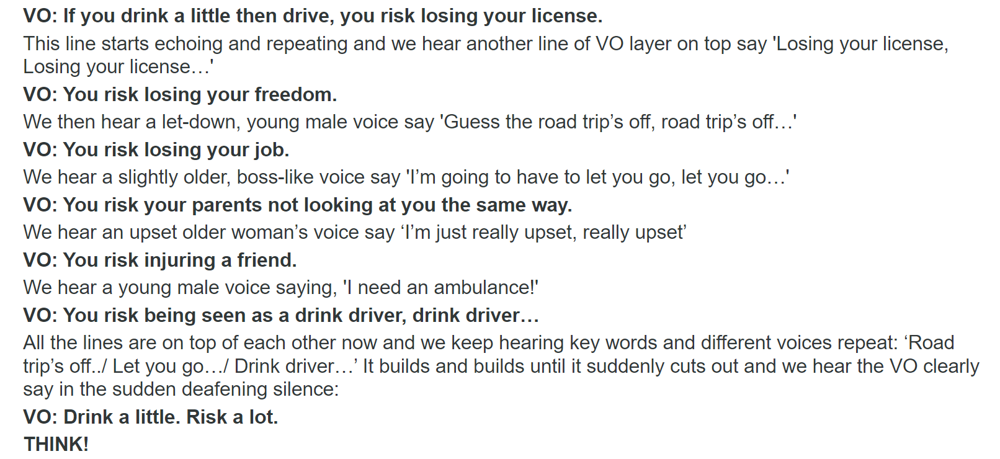 VO: If you drink a little then drive, you risk losing your license.
This line starts echoing and repeating and we hear another line of VO layer on top say 'Losing your license,
Losing your license…'
VO: You risk losing your freedom.
We then hear a let-down, young male voice say 'Guess the road trip’s off, road trip’s off…'
VO: You risk losing your job.
We hear a slightly older, boss-like voice say 'I’m going to have to let you go, let you go…'
VO: You risk your parents not looking at you the same way.
We hear an upset older woman’s voice say ‘I’m just really upset, really upset’
VO: You risk injuring a friend.
We hear a young male voice saying, 'I need an ambulance!'
VO: You risk being seen as a drink driver, drink driver…
All the lines are on top of each other now and we keep hearing key words and different voices repeat: ‘Road
trip’s off../ Let you go…/ Drink driver…’ It builds and builds until it suddenly cuts out and we hear the VO clearly
say in the sudden deafening silence:
VO: Drink a little. Risk a lot.
THINK!